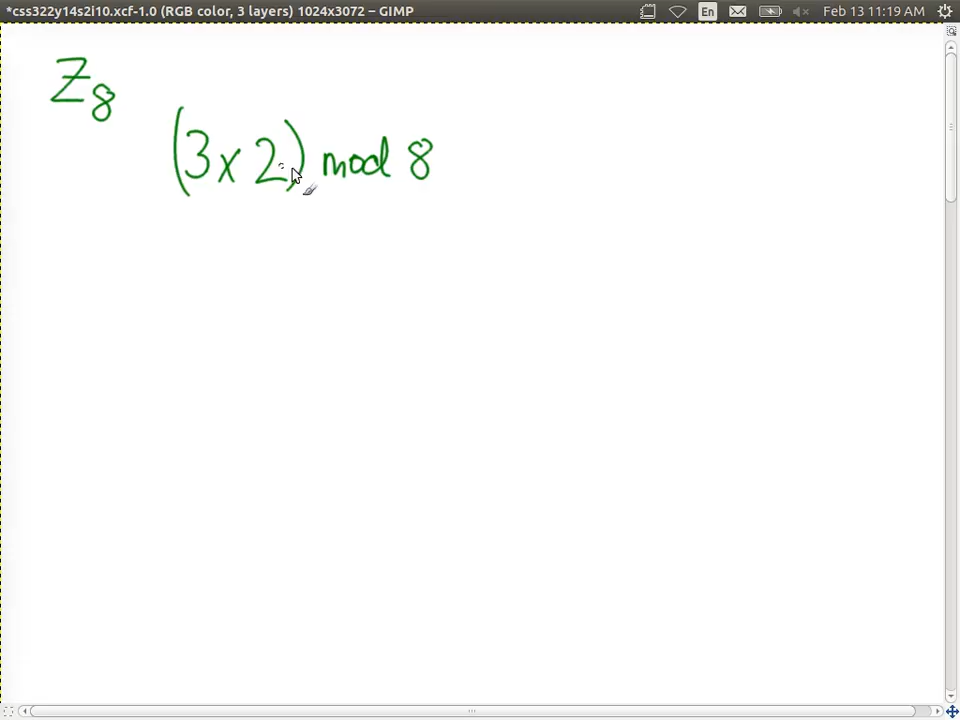 *css322y14s2i10.xcf-1.0 (RGB color, 3 layers) 1024x3072 – GIMP En Feb 13 11:19 AM
Z₈
(3 x 2) mod 8